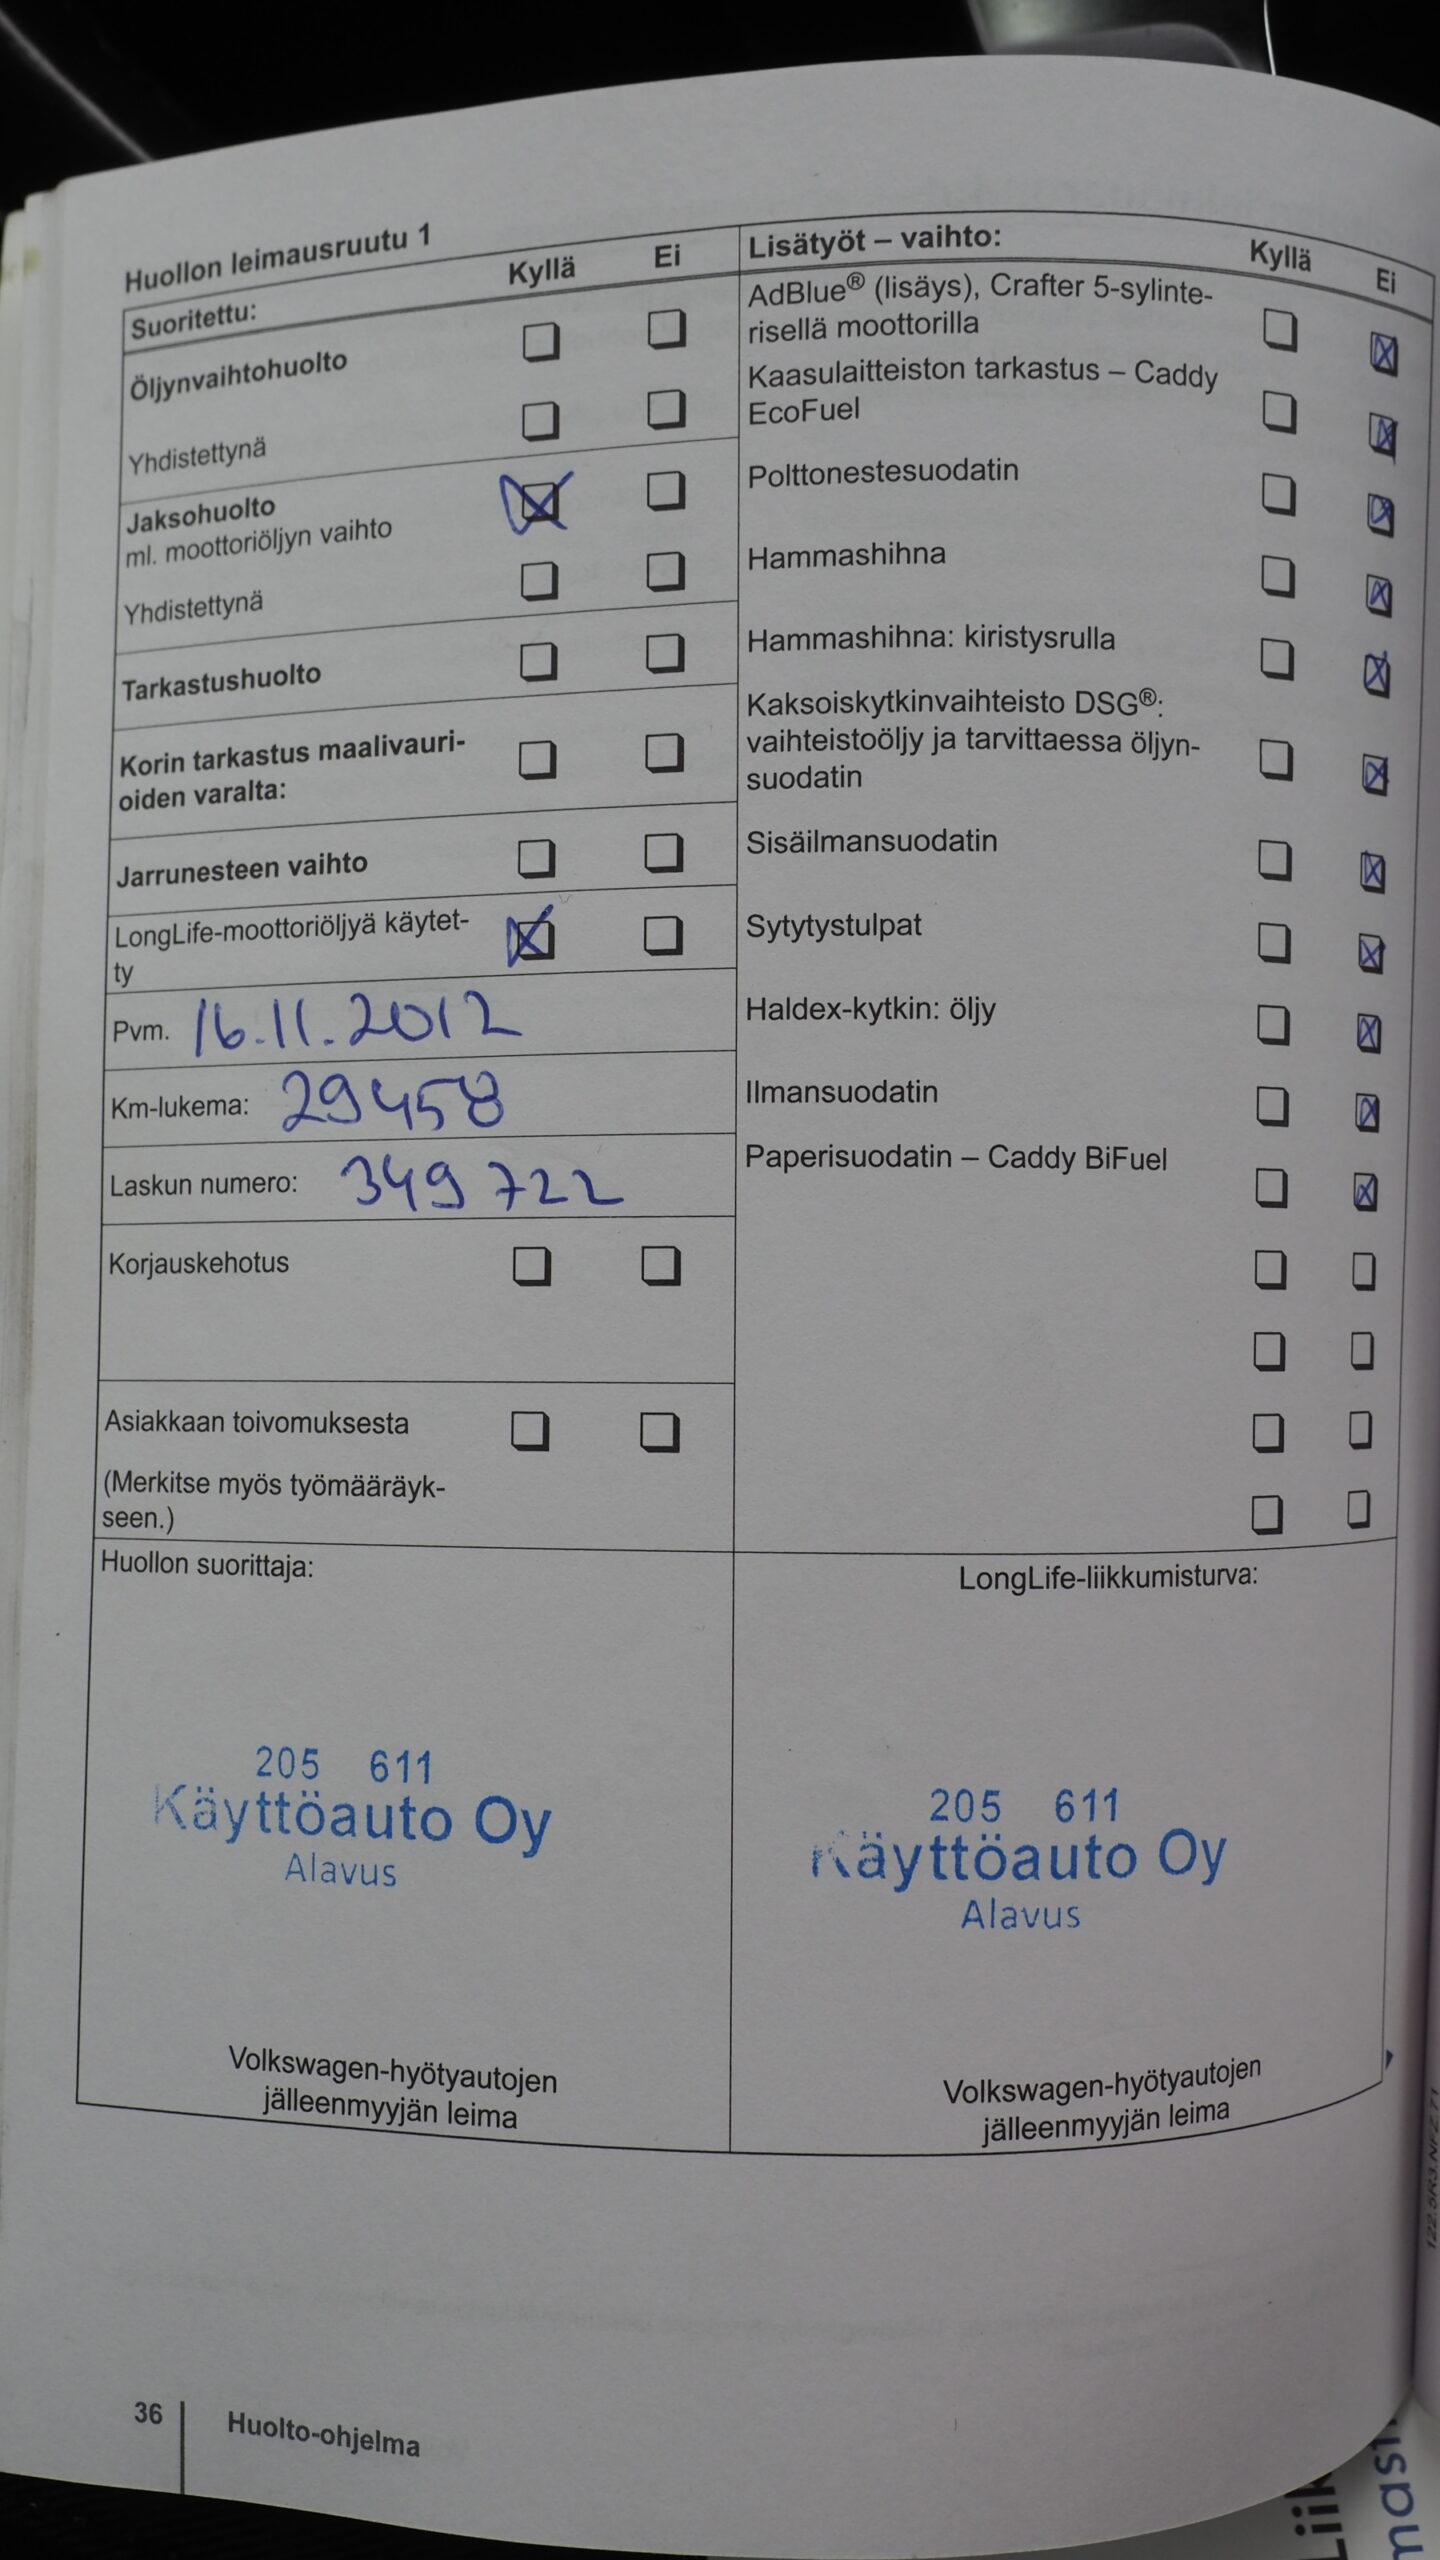 Huollon leimausruutu 1
Suoritettu: Kyllä Ei
Öljynvaihtohuolto
Yhdistettynä
Jaksohuolto
ml. moottoriöljyn vaihto
Yhdistettynä
Tarkastushuolto
Korin tarkastus maalivauri-
oiden varalta:
Jarrunesteen vaihto
LongLife-moottoriöljyä käytet-
ty
Pvm. 16.11.2012
Km-lukema: 29458
Laskun numero: 349 722
Korjauskehotus
Asiakkaan toivomuksesta
(Merkitse myös työmääräyk-
seen.)
Lisätyöt – vaihto: Kyllä Ei
AdBlue® (lisäys), Crafter 5-sylinte-
risellä moottorilla
Kaasulaitteiston tarkastus – Caddy
EcoFuel
Polttonestesuodatin
Hammashihna
Hammashihna: kiristysrulla
Kaksoiskytkinvaihteisto DSG®:
vaihteistoöljy ja tarvittaessa öljyn-
suodatin
Sisäilmansuodatin
Sytytystulpat
Haldex-kytkin: öljy
Ilmansuodatin
Paperisuodatin – Caddy BiFuel
Huollon suorittaja:
205 611
Käyttöauto Oy
Alavus
Volkswagen-hyötyautojen
jälleenmyyjän leima
LongLife-liikkumisturva:
205 611
Käyttöauto Oy
Alavus
Volkswagen-hyötyautojen
jälleenmyyjän leima
36 Huolto-ohjelma